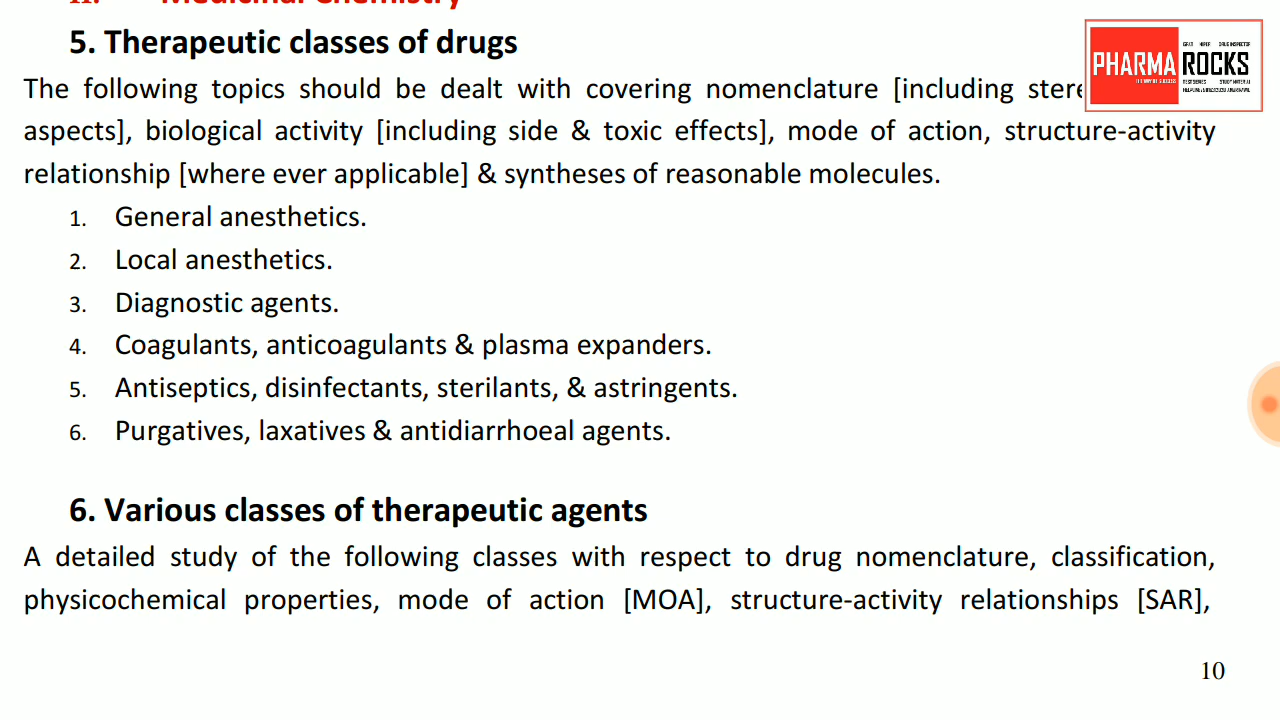 II. Medicinal Chemistry
5. Therapeutic classes of drugs
The following topics should be dealt with covering nomenclature [including
aspects], biological activity [including side & toxic effects], mode of action, structure-activity
relationship [where ever applicable] & syntheses of reasonable molecules.
1. General anesthetics.
2. Local anesthetics.
3. Diagnostic agents.
4. Coagulants, anticoagulants & plasma expanders.
5. Antiseptics, disinfectants, sterilants, & astringents.
6. Purgatives, laxatives & antidiarrhoeal agents.
6. Various classes of therapeutic agents
A detailed study of the following classes with respect to drug nomenclature, classification,
physicochemical properties, mode of action [MOA], structure-activity relationships [SAR],
10
PHARMA ROCKS